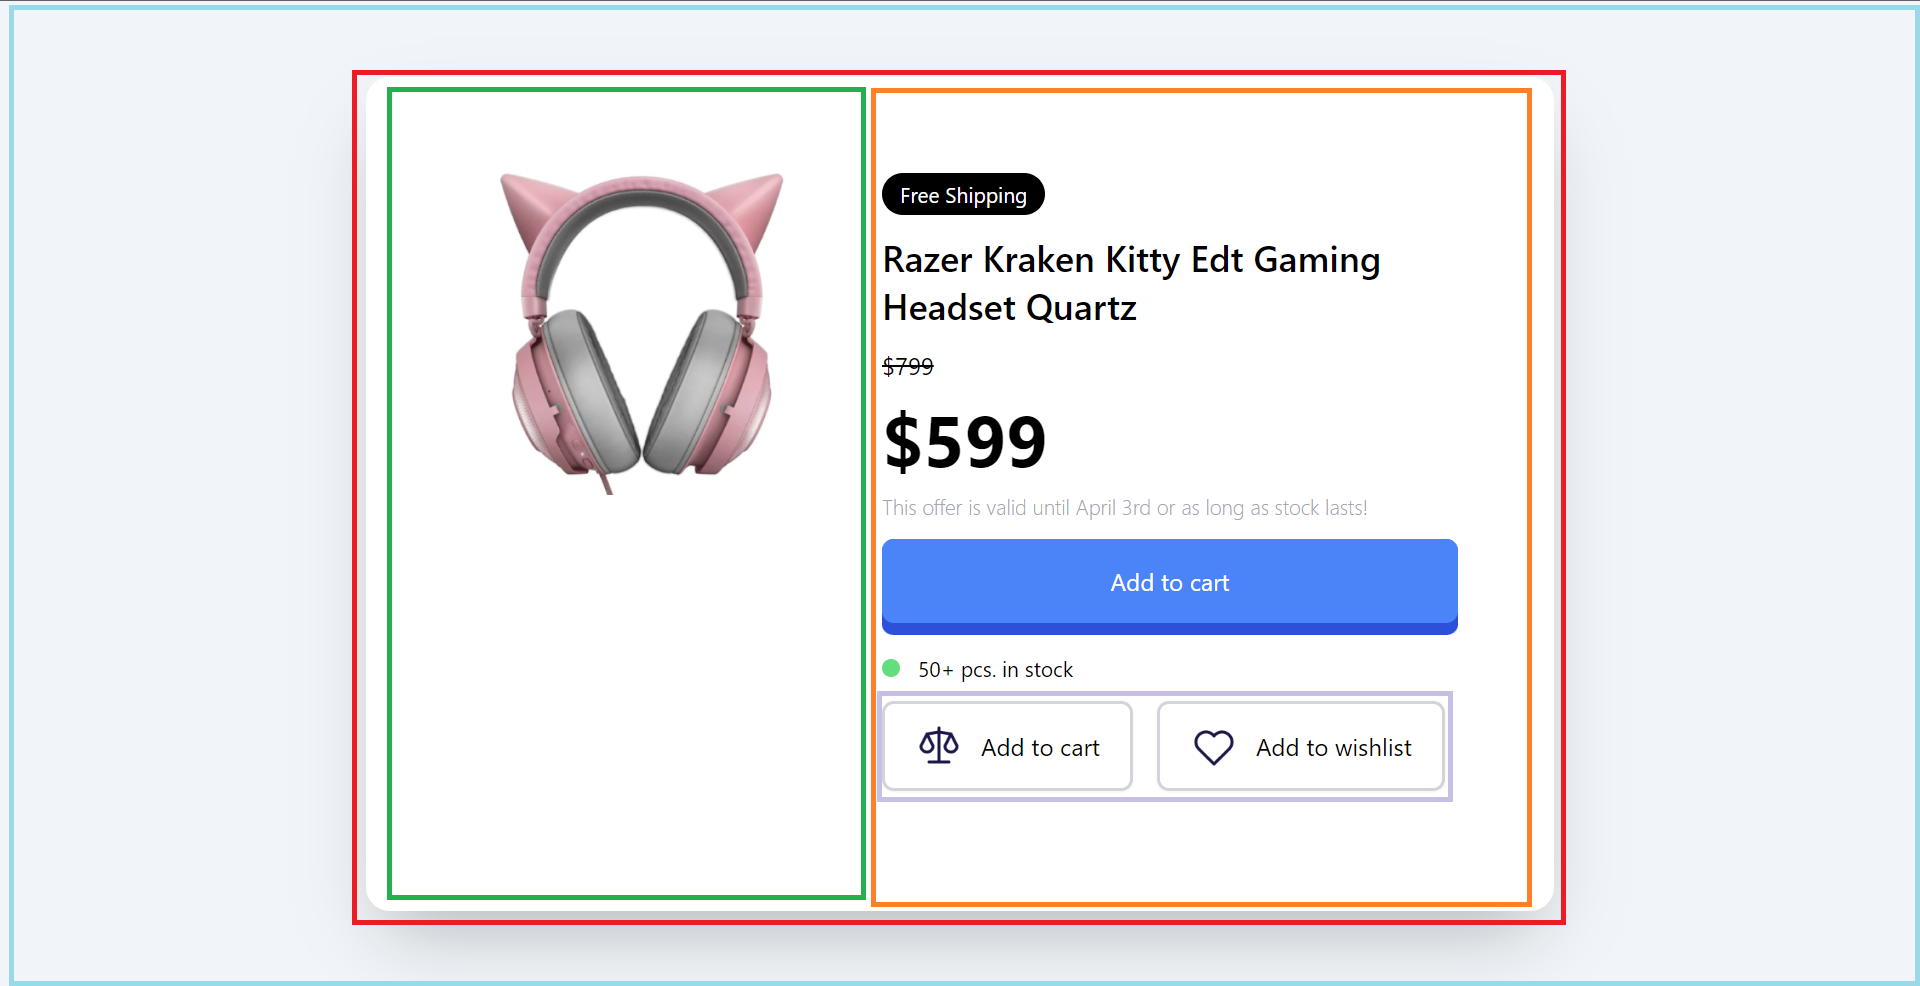 Free Shipping
Razer Kraken Kitty Edt Gaming
Headset Quartz
$799
$599
This offer is valid until April 3rd or as long as stock lasts!
Add to cart
50+ pcs. in stock
Add to cart
Add to wishlist